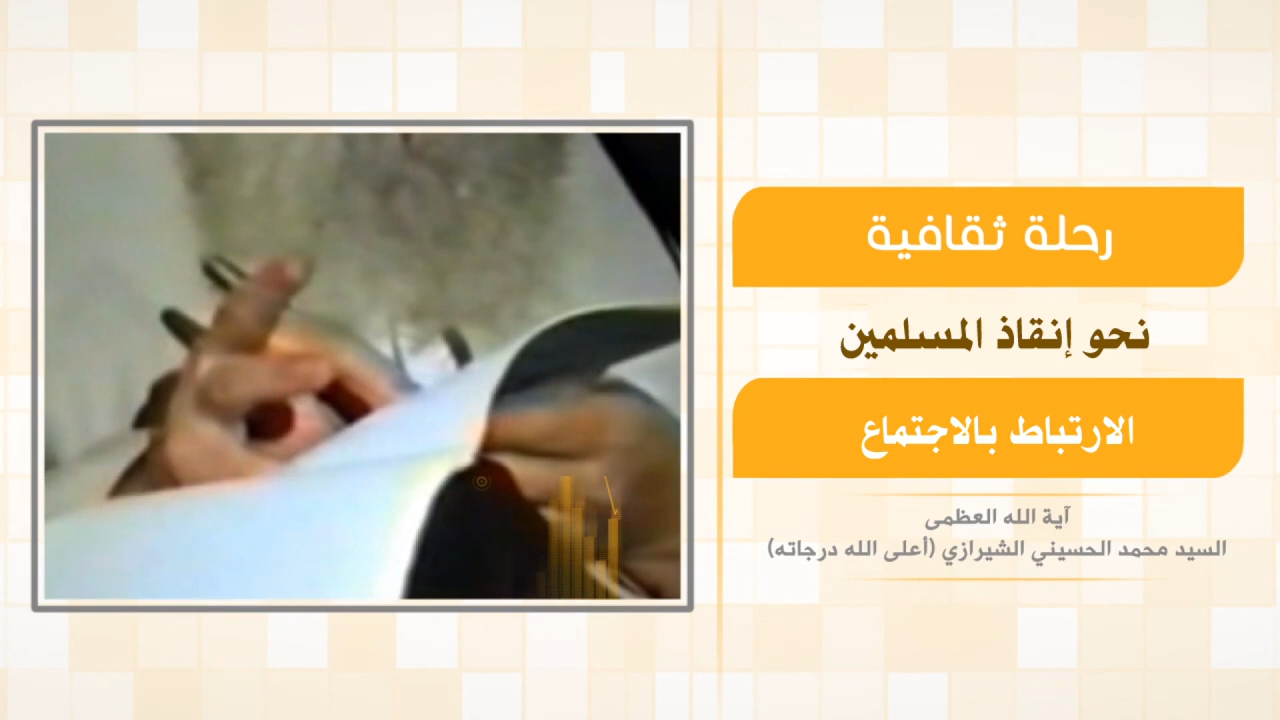 رحلة ثقافية
نحو إنقاذ المسلمين
الارتباط بالاجتماع
آية الله العظمى
السيد محمد الحسيني الشيرازي (أعلى الله درجاته)